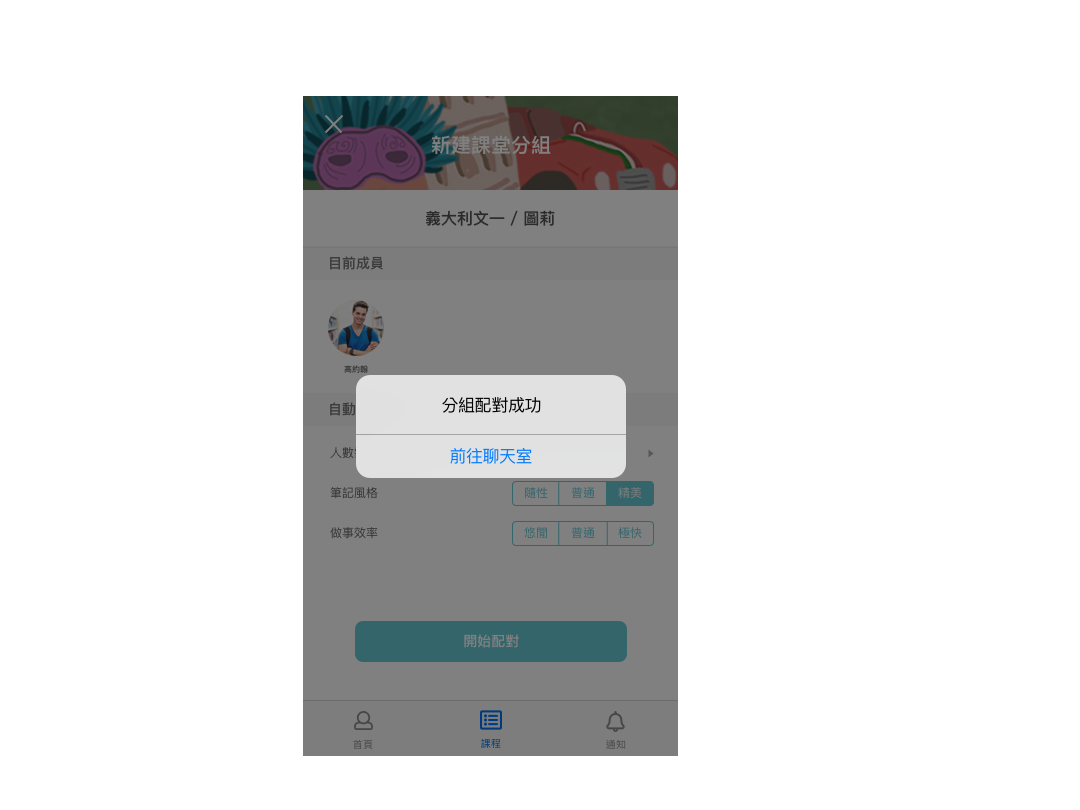 新建課堂分組
義大利文一 / 圖莉
目前成員
高約翰
分組配對成功
自動
前往聊天室
人數
筆記風格
隨性 普通 精美
做事效率
悠閒 普通 極快
開始配對
首頁 課程 通知